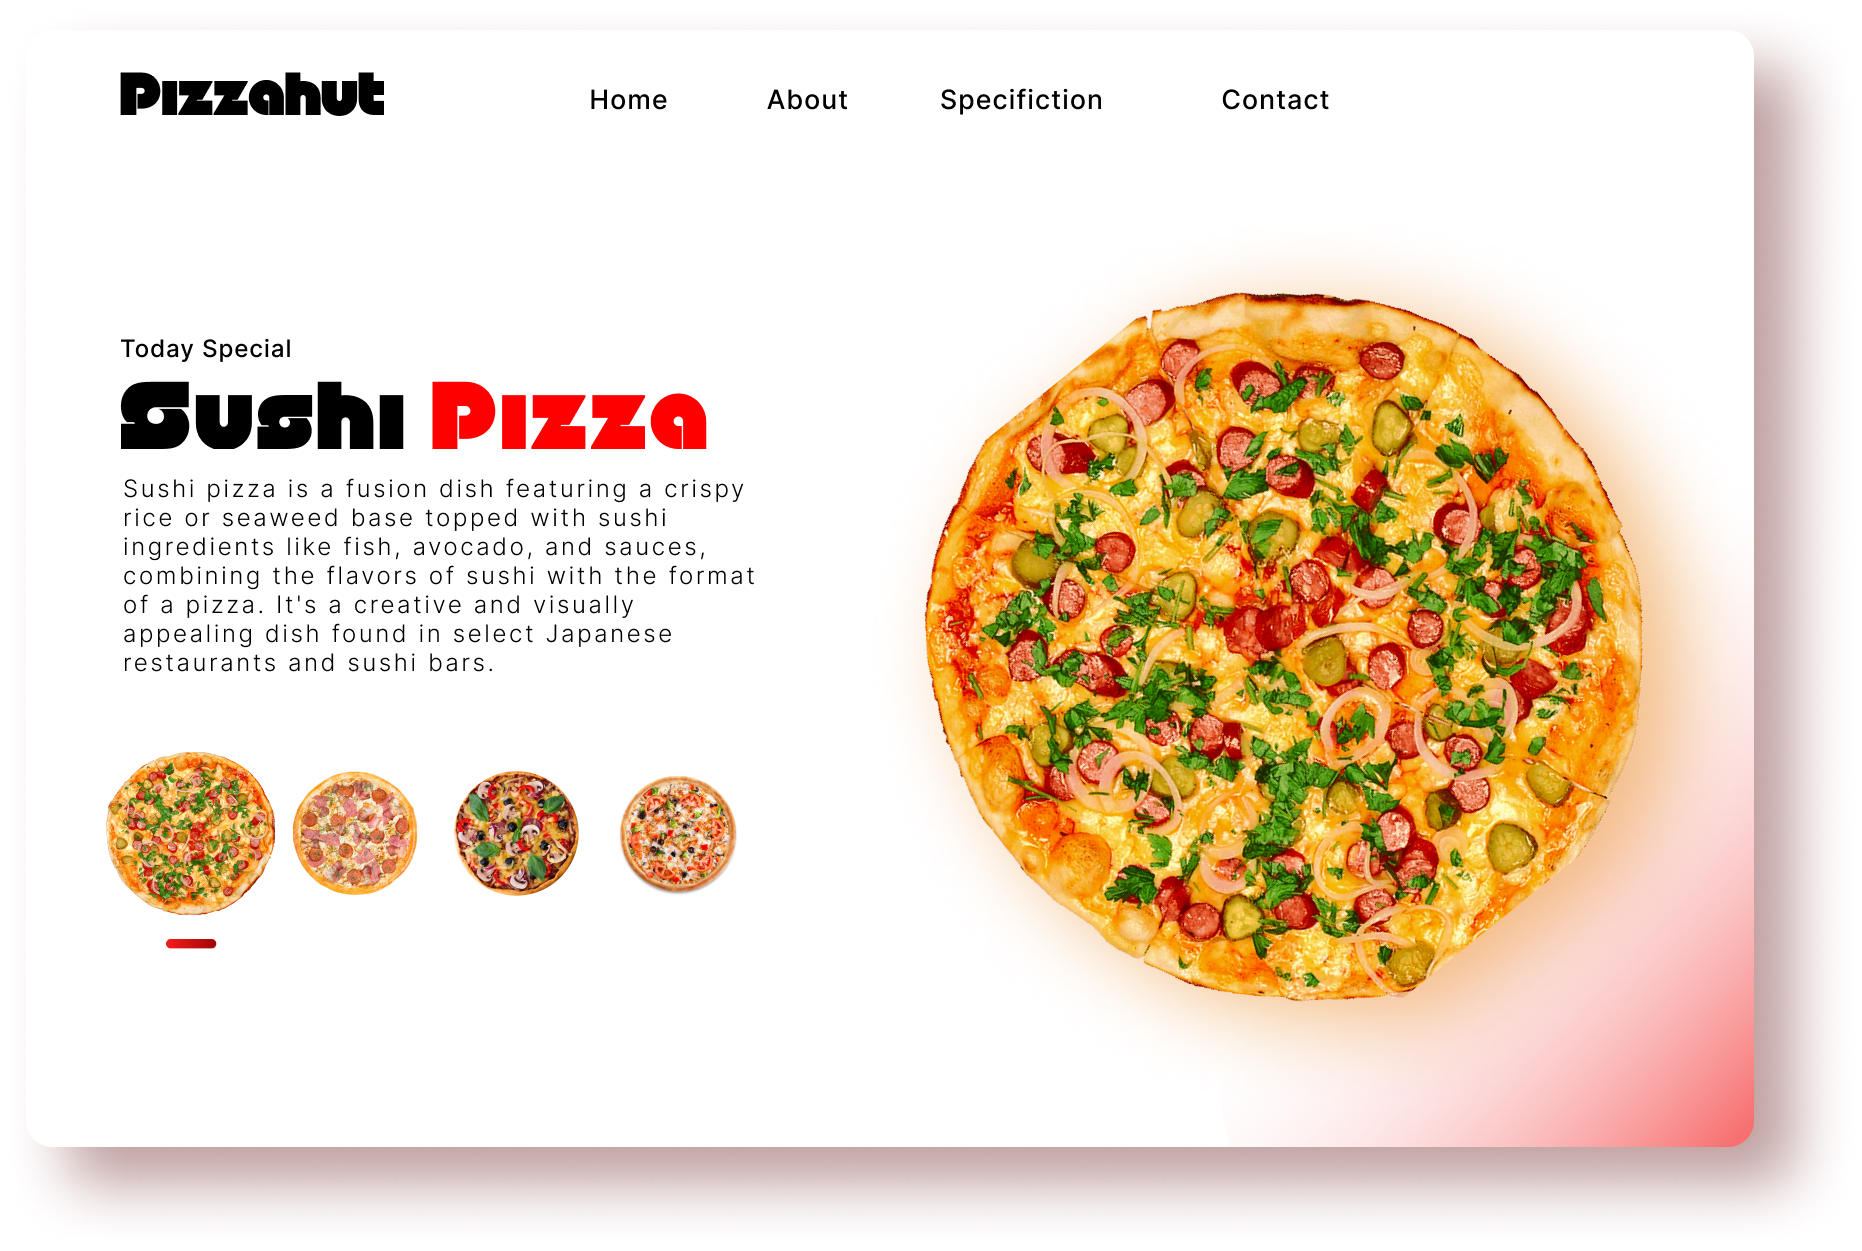 Pizzahut
Home About Specifiction Contact
Today Special
Sushi Pizza
Sushi pizza is a fusion dish featuring a crispy
rice or seaweed base topped with sushi
ingredients like fish, avocado, and sauces,
combining the flavors of sushi with the format
of a pizza. It's a creative and visually
appealing dish found in select Japanese
restaurants and sushi bars.